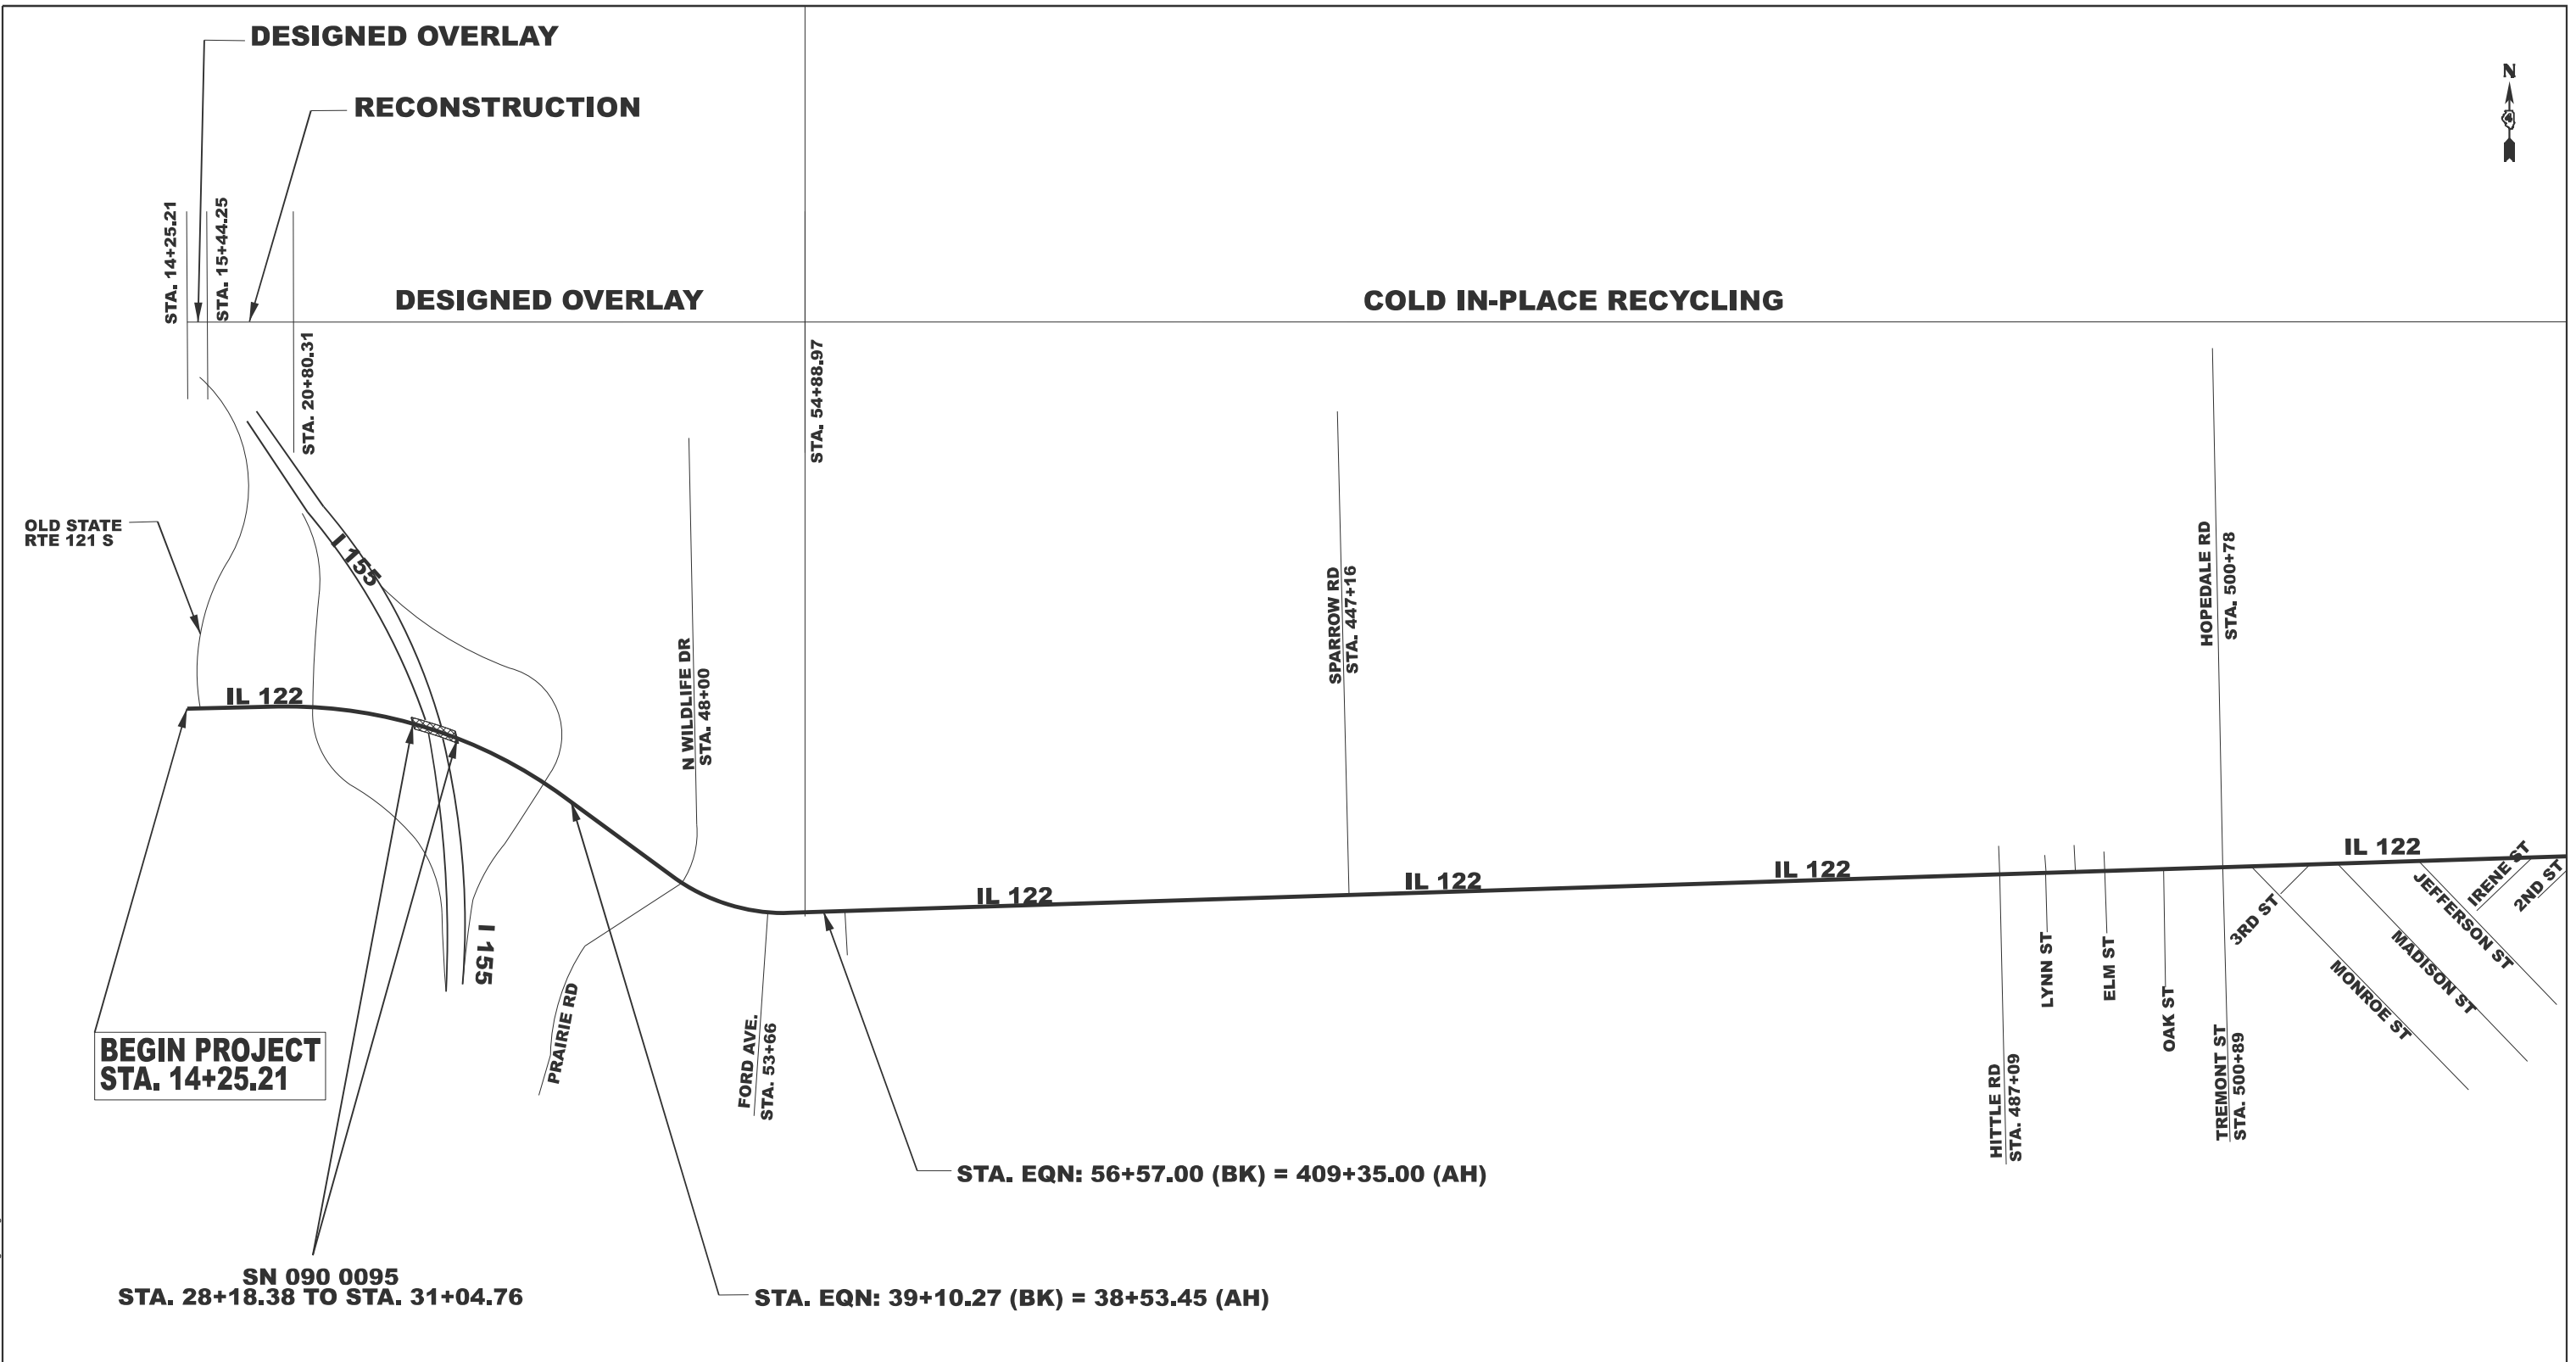 DESIGNED OVERLAY
RECONSTRUCTION
N
4
STA. 14+25.21
STA. 15+44.25
DESIGNED OVERLAY
COLD IN-PLACE RECYCLING
STA. 20+80.31
STA. 54+88.97
OLD STATE
RTE 121 S
I 155
HOPEDALE RD
STA. 500+78
SPARROW RD
STA. 447+16
N WILDLIFE DR
STA. 48+00
IL 122
IL 122
IL 122
IL 122
IL 122
IRENE ST
2ND ST
JEFFERSON ST
3RD ST
MADISON ST
MONROE ST
I 155
LYNN ST
ELM ST
OAK ST
PRAIRIE RD
FORD AVE.
STA. 53+66
HITTLE RD
STA. 487+09
TREMONT ST
STA. 500+89
BEGIN PROJECT
STA. 14+25.21
STA. EQN: 56+57.00 (BK) = 409+35.00 (AH)
SN 090 0095
STA. 28+18.38 TO STA. 31+04.76
STA. EQN: 39+10.27 (BK) = 38+53.45 (AH)